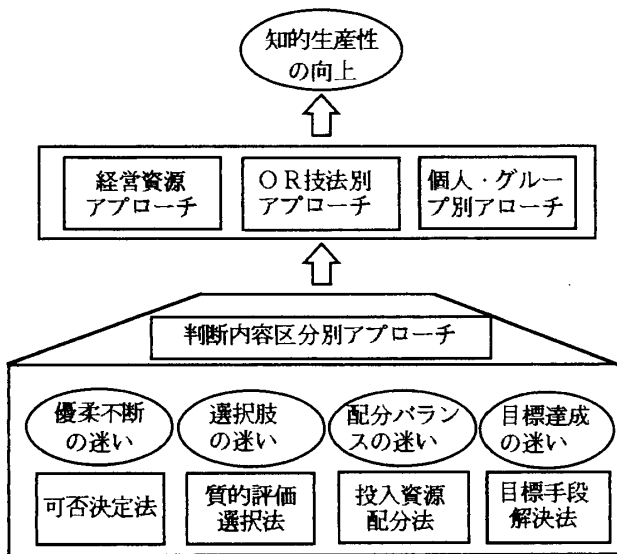 知的生産性
の向上
経営資源
アプローチ
ＯＲ技法別
アプローチ
個人・グルー
プ別アローチ
判断内容区分別アプローチ
優柔不断
の迷い
選択肢
の迷い
配分バラン
スの迷い
目標達成
の迷い
可否決定法
質的評価
選択法
投入資源
配分法
目標手段
解決法